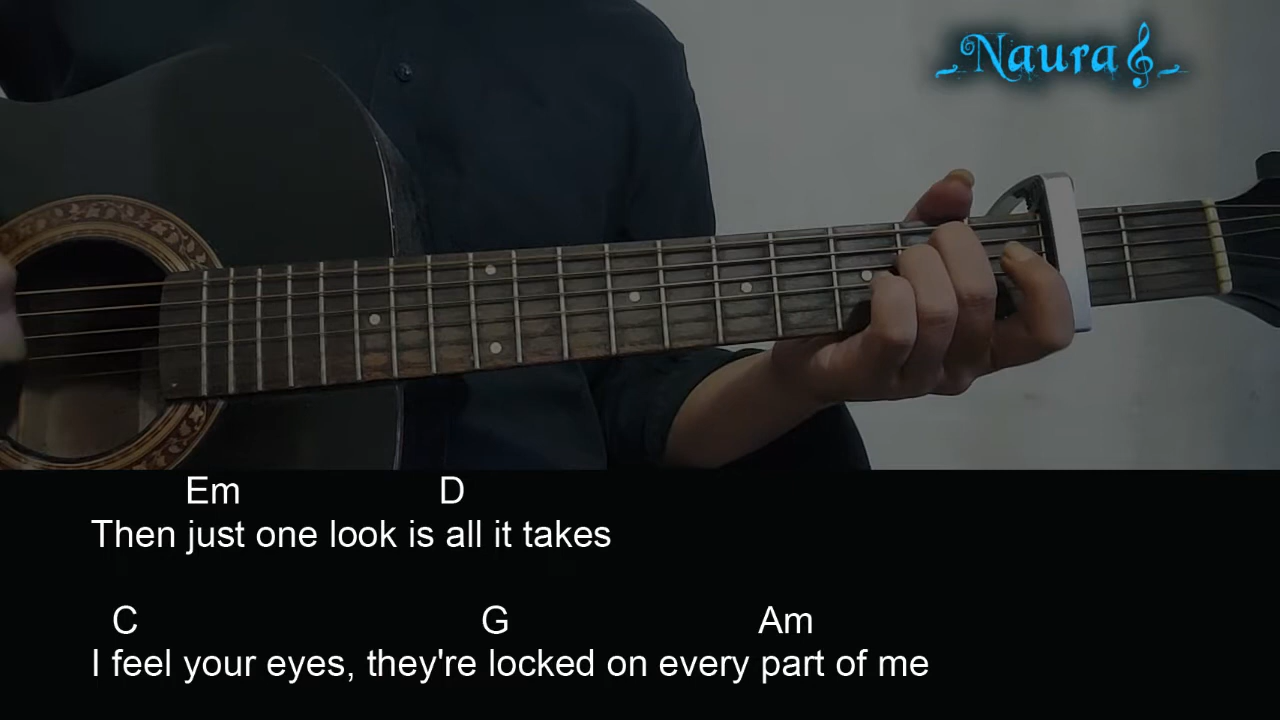 Naura
Em D
Then just one look is all it takes
C G Am
I feel your eyes, they're locked on every part of me